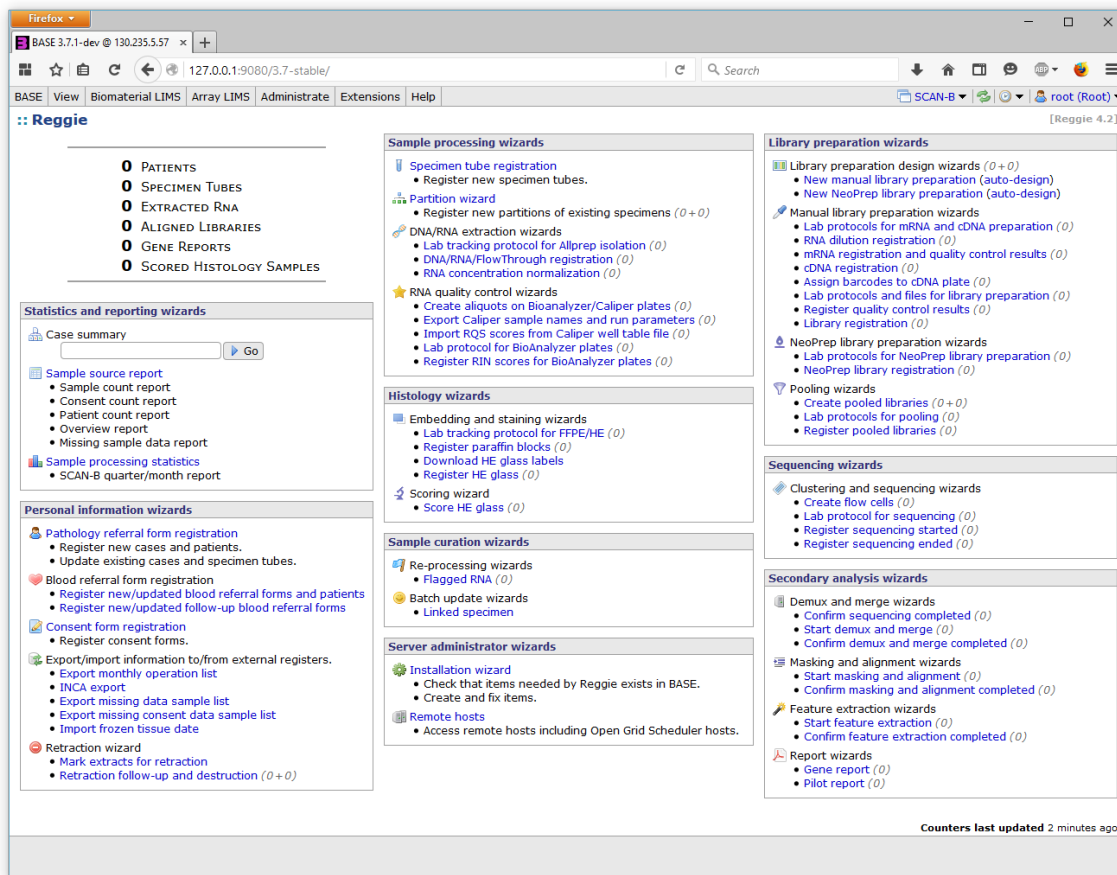 Firefox
BASE 3.7.1-dev @ 130.235.5.57
127.0.0.1:9080/3.7-stable/
Search
ABP
BASE View Biomaterial LIMS Array LIMS Administrate Extensions Help
SCAN-B root (Root)
:: Reggie
[Reggie 4.2]
0 PATIENTS
0 SPECIMEN TUBES
0 EXTRACTED RNA
0 ALIGNED LIBRARIES
0 GENE REPORTS
0 SCORED HISTOLOGY SAMPLES
Statistics and reporting wizards
Case summary
Go
Sample source report
• Sample count report
• Consent count report
• Patient count report
• Overview report
• Missing sample data report
Sample processing statistics
• SCAN-B quarter/month report
Personal information wizards
Pathology referral form registration
• Register new cases and patients.
• Update existing cases and specimen tubes.
Blood referral form registration
• Register new/updated blood referral forms and patients
• Register new/updated follow-up blood referral forms
Consent form registration
• Register consent forms.
Export/import information to/from external registers.
• Export monthly operation list
• INCA export
• Export missing data sample list
• Export missing consent data sample list
• Import frozen tissue date
Retraction wizard
• Mark extracts for retraction
• Retraction follow-up and destruction (0+0)
Sample processing wizards
Specimen tube registration
• Register new specimen tubes.
Partition wizard
• Register new partitions of existing specimens (0+0)
DNA/RNA extraction wizards
• Lab tracking protocol for Allprep isolation (0)
• DNA/RNA/FlowThrough registration (0)
• RNA concentration normalization (0)
RNA quality control wizards
• Create aliquots on Bioanalyzer/Caliper plates (0)
• Export Caliper sample names and run parameters (0)
• Import RQS scores from Caliper well table file (0)
• Lab protocol for BioAnalyzer plates (0)
• Register RIN scores for BioAnalyzer plates (0)
Histology wizards
Embedding and staining wizards
• Lab tracking protocol for FFPE/HE (0)
• Register paraffin blocks (0)
• Download HE glass labels
• Register HE glass (0)
Scoring wizard
• Score HE glass (0)
Sample curation wizards
Re-processing wizards
• Flagged RNA (0)
Batch update wizards
• Linked specimen
Server administrator wizards
Installation wizard
• Check that items needed by Reggie exists in BASE.
• Create and fix items.
Remote hosts
• Access remote hosts including Open Grid Scheduler hosts.
Library preparation wizards
Library preparation design wizards (0+0)
• New manual library preparation (auto-design)
• New NeoPrep library preparation (auto-design)
Manual library preparation wizards
• Lab protocols for mRNA and cDNA preparation (0)
• RNA dilution registration (0)
• mRNA registration and quality control results (0)
• cDNA registration (0)
• Assign barcodes to cDNA plate (0)
• Lab protocols and files for library preparation (0)
• Register quality control results (0)
• Library registration (0)
NeoPrep library preparation wizards
• Lab protocols for NeoPrep library preparation (0)
• NeoPrep library registration (0)
Pooling wizards
• Create pooled libraries (0+0)
• Lab protocols for pooling (0)
• Register pooled libraries (0)
Sequencing wizards
Clustering and sequencing wizards
• Create flow cells (0)
• Lab protocol for sequencing (0)
• Register sequencing started (0)
• Register sequencing ended (0)
Secondary analysis wizards
Demux and merge wizards
• Confirm sequencing completed (0)
• Start demux and merge (0)
• Confirm demux and merge completed (0)
Masking and alignment wizards
• Start masking and alignment (0)
• Confirm masking and alignment completed (0)
Feature extraction wizards
• Start feature extraction (0)
• Confirm feature extraction completed (0)
Report wizards
• Gene report (0)
• Pilot report (0)
Counters last updated 2 minutes ago